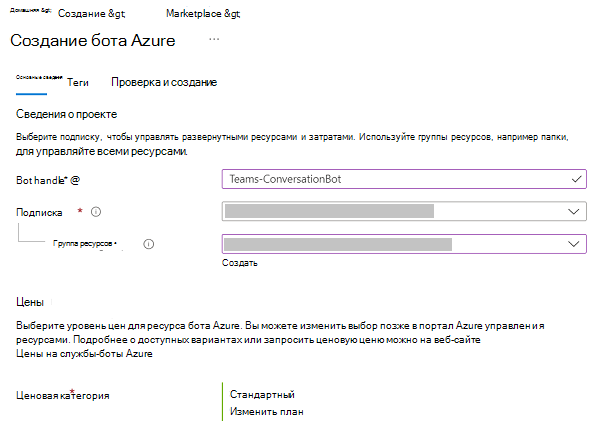 Домашняя &gt; Создание &gt; Marketplace &gt;
Создание бота Azure ...
Основные сведения Теги Проверка и создание
Сведения о проекте
Выберите подписку, чтобы управлять развернутыми ресурсами и затратами. Используйте группы ресурсов, например папки,
для управляйте всеми ресурсами.
Bot handle* @ Teams-ConversationBot
Подписка *
Группа ресурсов •
Создать
Цены
Выберите уровень цен для ресурса бота Azure. Вы можете изменить выбор позже в портал Azure управления
ресурсами. Подробнее о доступных вариантах или запросить ценовую ценю можно на веб-сайте
Цены на службы-боты Azure
Ценовая категория * Стандартный
Изменить план